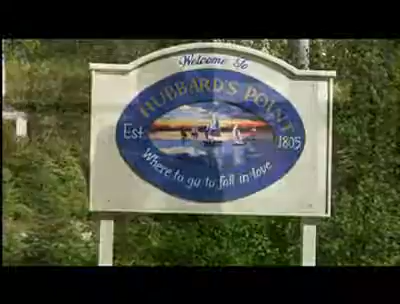 Welcome To
HUBBARD'S POINT
Est. 1805
Where to go to fall in love